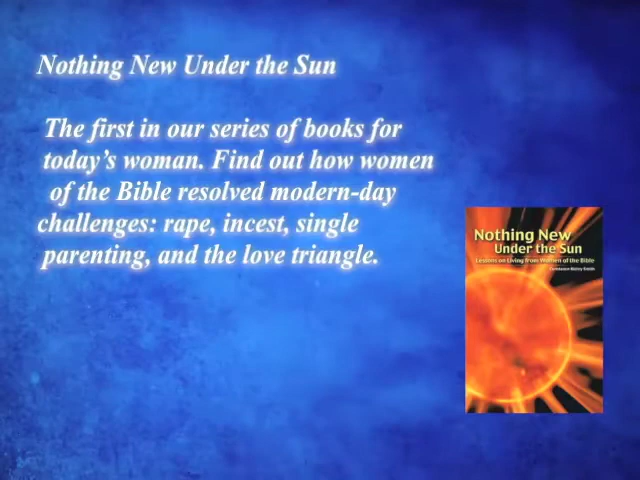 Nothing New Under the Sun
The first in our series of books for
today's woman. Find out how women
of the Bible resolved modern-day
challenges: rape, incest, single
parenting, and the love triangle.
Nothing New
Under the Sun
Lessons on Living from Women of the Bible